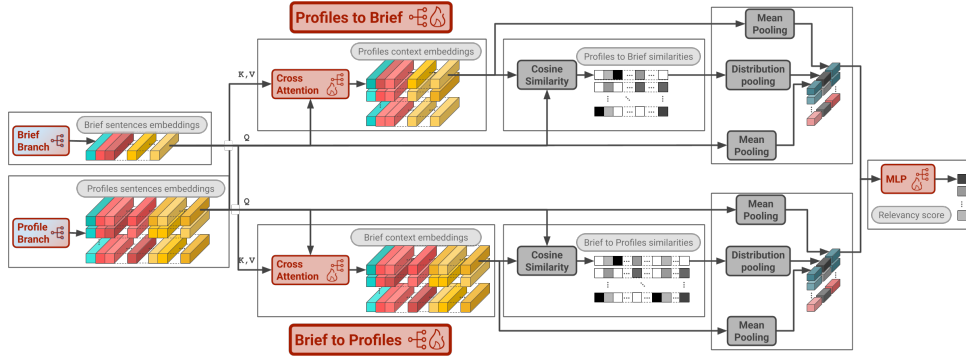 Profiles to Brief
Mean
Pooling
Profiles context embeddings
Profiles to Brief similarities
K,V
Cross
Attention
Cosine
Similarity
Distribution
pooling
Brief sentences embeddings
Brief
Branch
Q
Mean
Pooling
MLP
Relevancy score
Profiles sentences embeddings
Profile
Branch
Q
Mean
Pooling
Brief context embeddings
Brief to Profiles similarities
K,V
Cross
Attention
Cosine
Similarity
Distribution
pooling
Mean
Pooling
Brief to Profiles